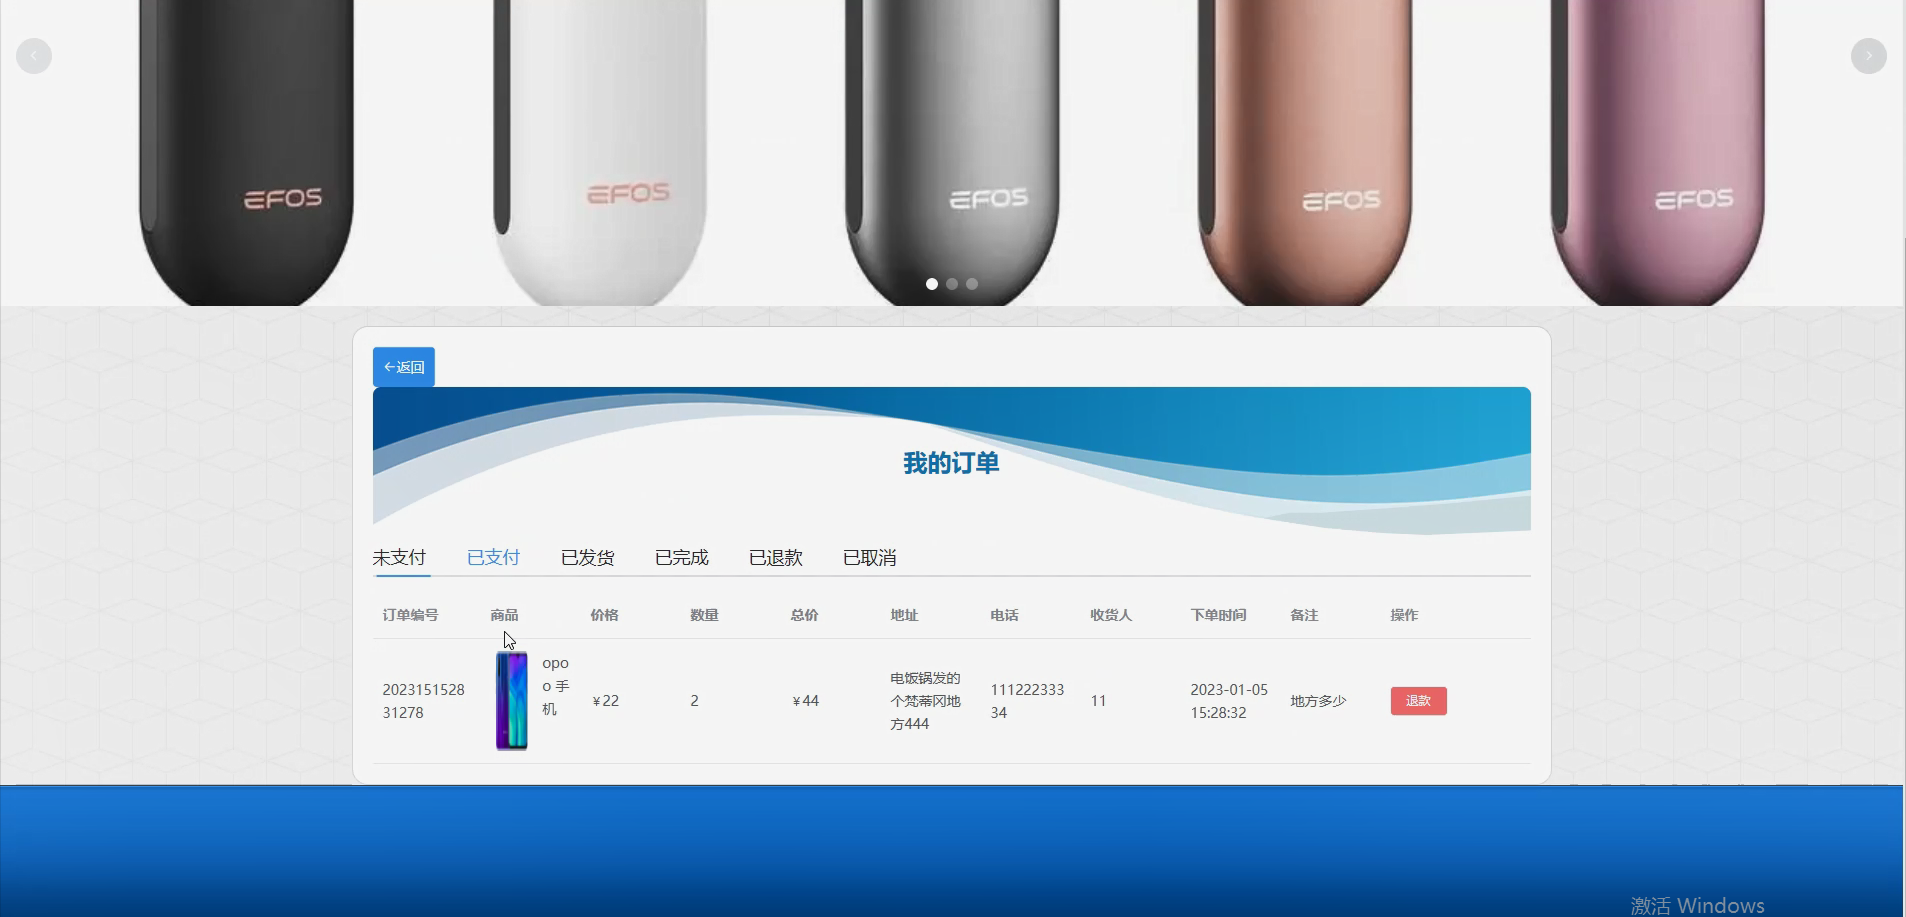 EFOS
EFOS
EFOS
EFOS
EFOS
←返回
我的订单
未支付 已支付 已发货 已完成 已退款 已取消
订单编号 商品 价格 数量 总价 地址 电话 收货人 下单时间 备注 操作
2023151528
31278
opo
o 手
机
¥22
2
¥44
电饭锅发的
个梵蒂冈地
方444
111222333
34
11
2023-01-05
15:28:32
地方多少
退款
激活 Windows